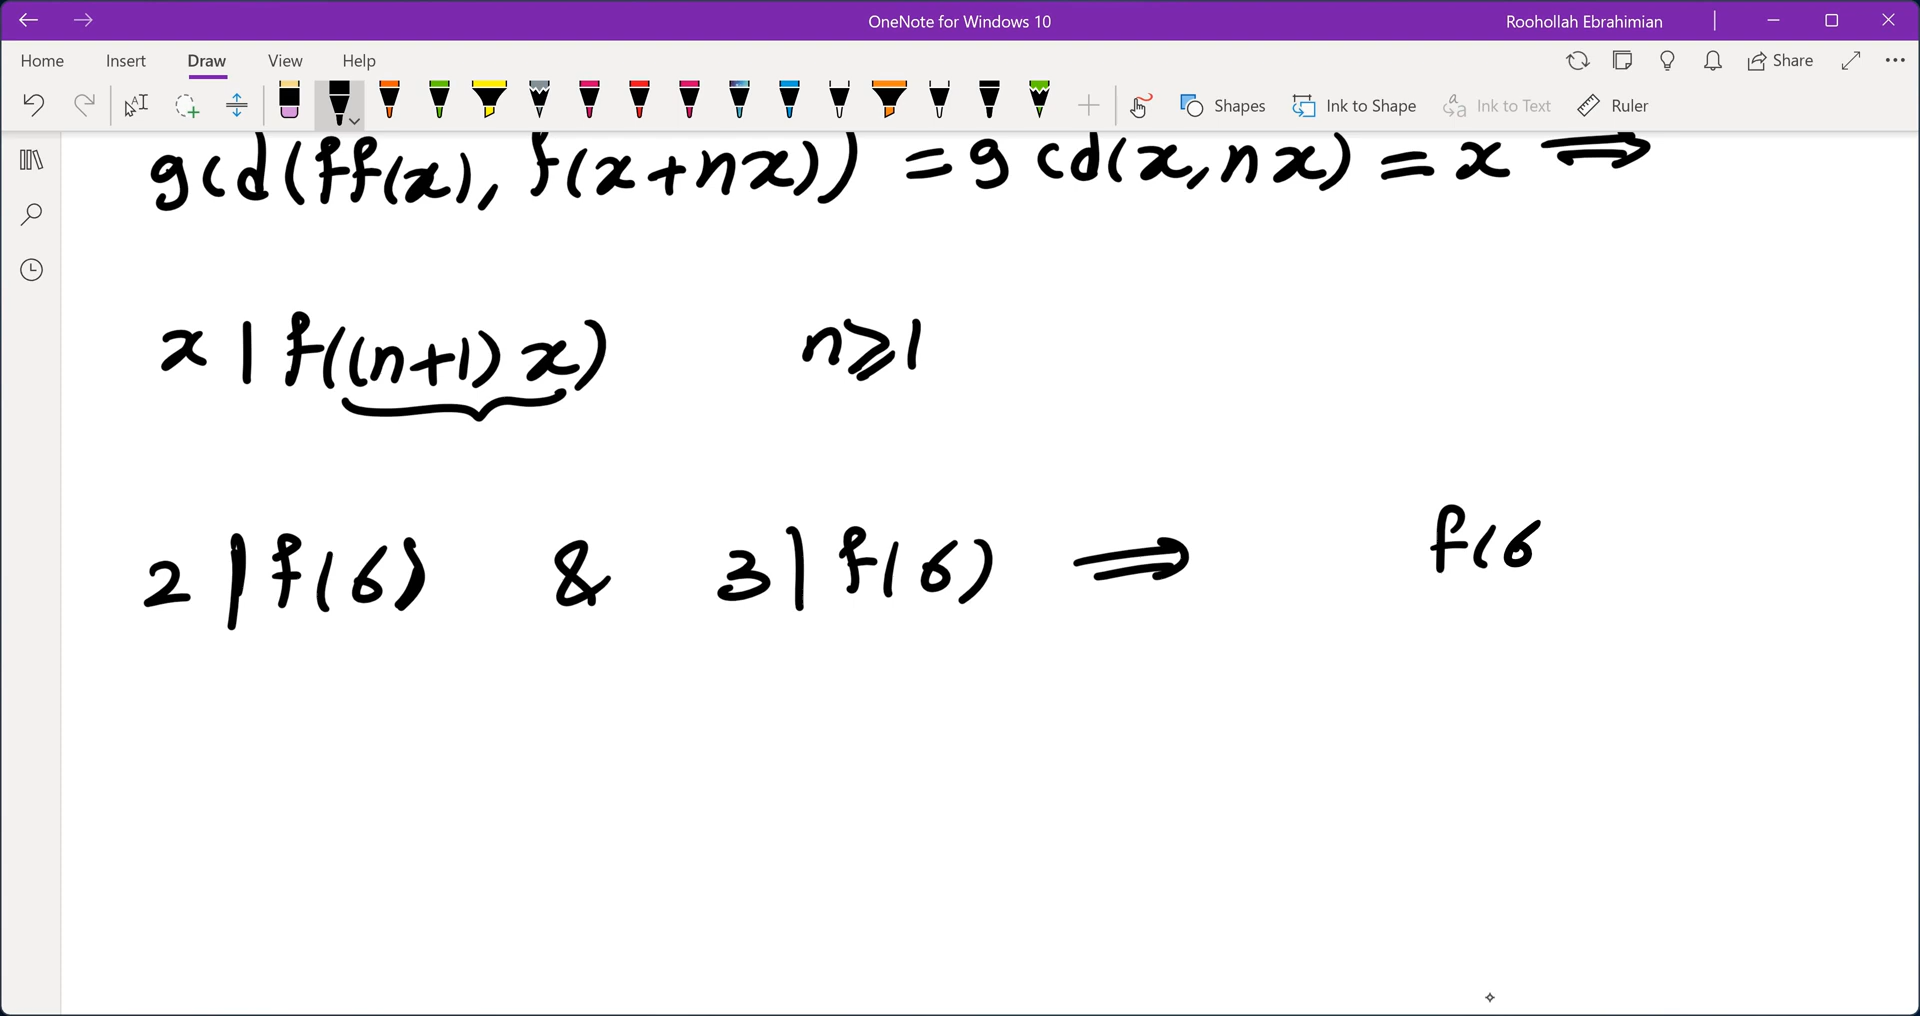 OneNote for Windows 10
Roohollah Ebrahimian
Home Insert Draw View Help
Share
Shapes Ink to Shape Ink to Text Ruler
gcd(ff(x), f(x+nx)) = gcd(x, nx) = x ⟹
x | f((n+1) x) n⩾1
2 | f(6) & 3 | f(6) ⟹ f(6